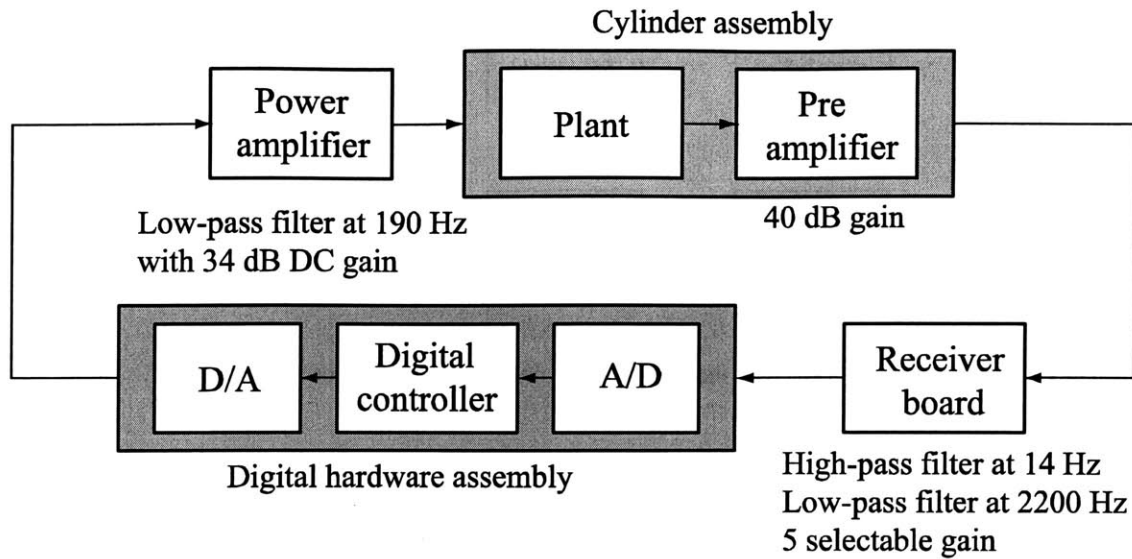 Cylinder assembly
Power
amplifier
Plant
Pre
amplifier
Low-pass filter at 190 Hz
with 34 dB DC gain
40 dB gain
D/A
Digital
controller
A/D
Receiver
board
Digital hardware assembly
High-pass filter at 14 Hz
Low-pass filter at 2200 Hz
5 selectable gain